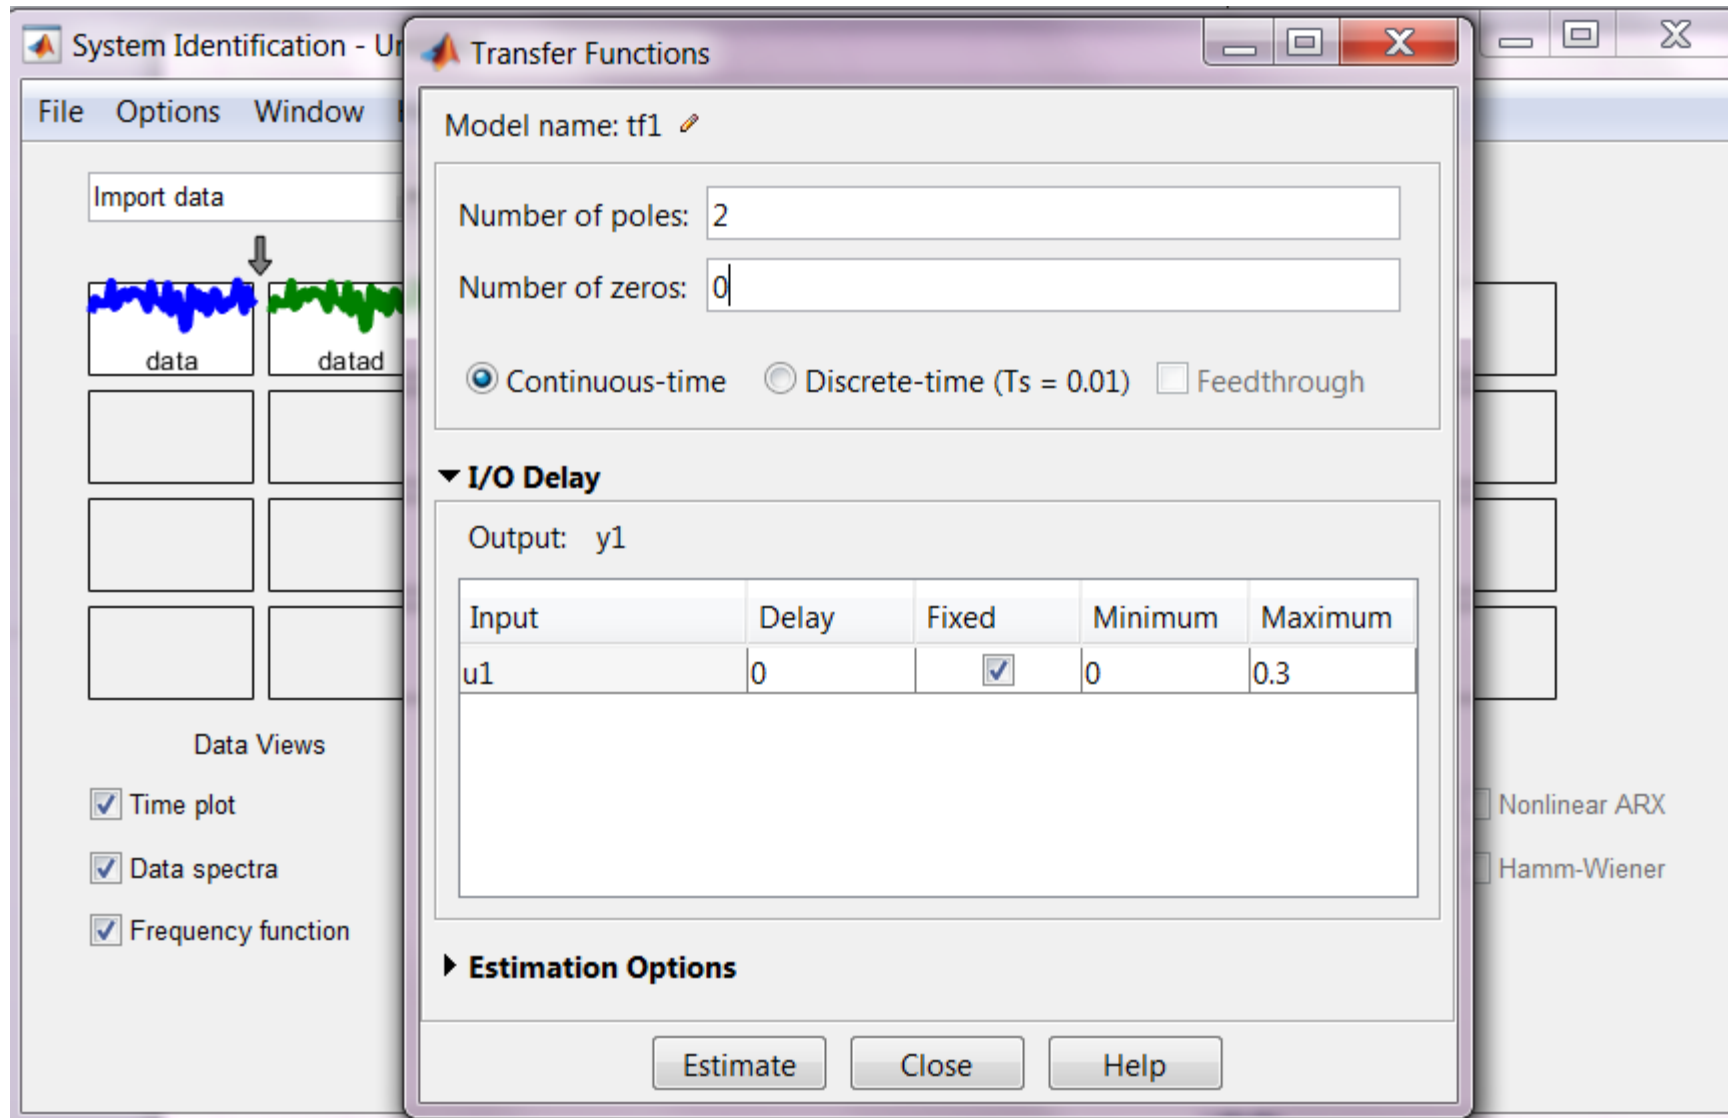 System Identification - Un
Transfer Functions
File Options Window
Model name: tf1
Import data
Number of poles: 2
Number of zeros: 0
data
datad
Continuous-time Discrete-time (Ts = 0.01) Feedthrough
I/O Delay
Output: y1
Input Delay Fixed Minimum Maximum
u1 0 0 0.3
Data Views
Time plot
Data spectra
Frequency function
Nonlinear ARX
Hamm-Wiener
Estimation Options
Estimate Close Help